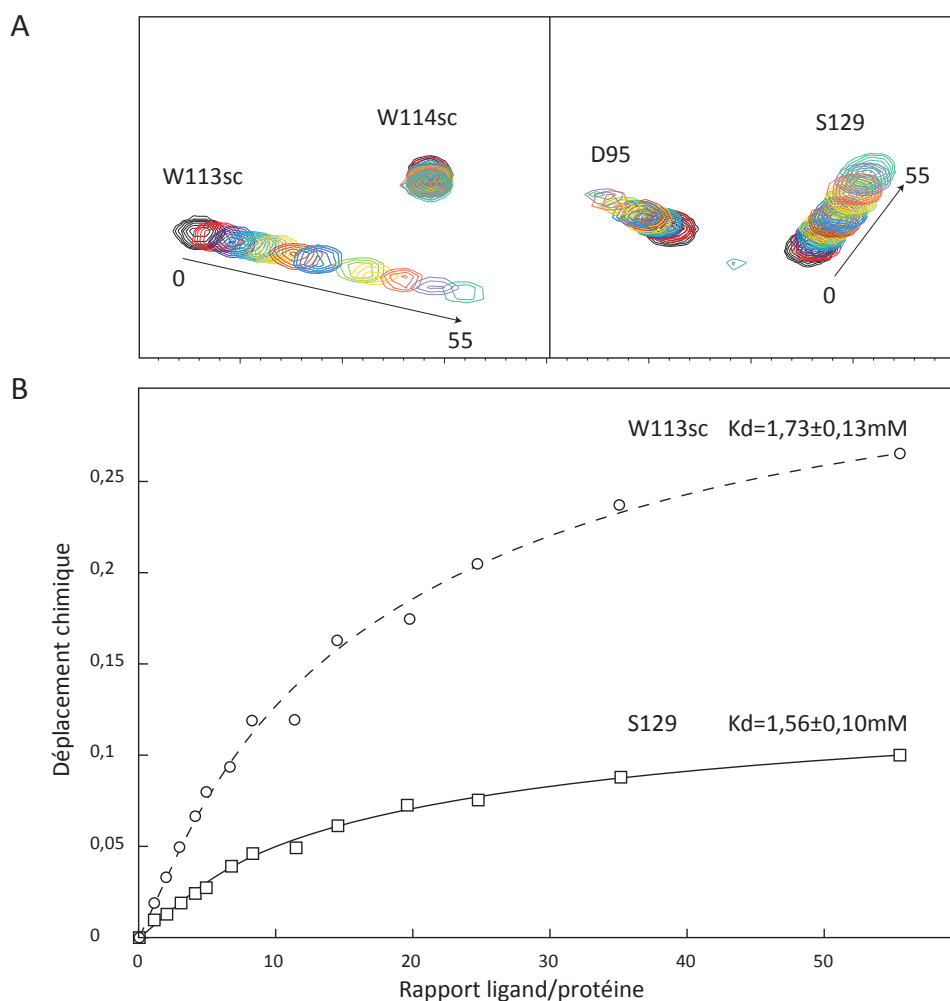 A
W114sc
W113sc
0
55
D95
S129
55
0
B
W113sc Kd=1,73±0,13mM
S129 Kd=1,56±0,10mM
Déplacement chimique
0,25
0,2
0,15
0,1
0,05
0
0 10 20 30 40 50
Rapport ligand/protéine